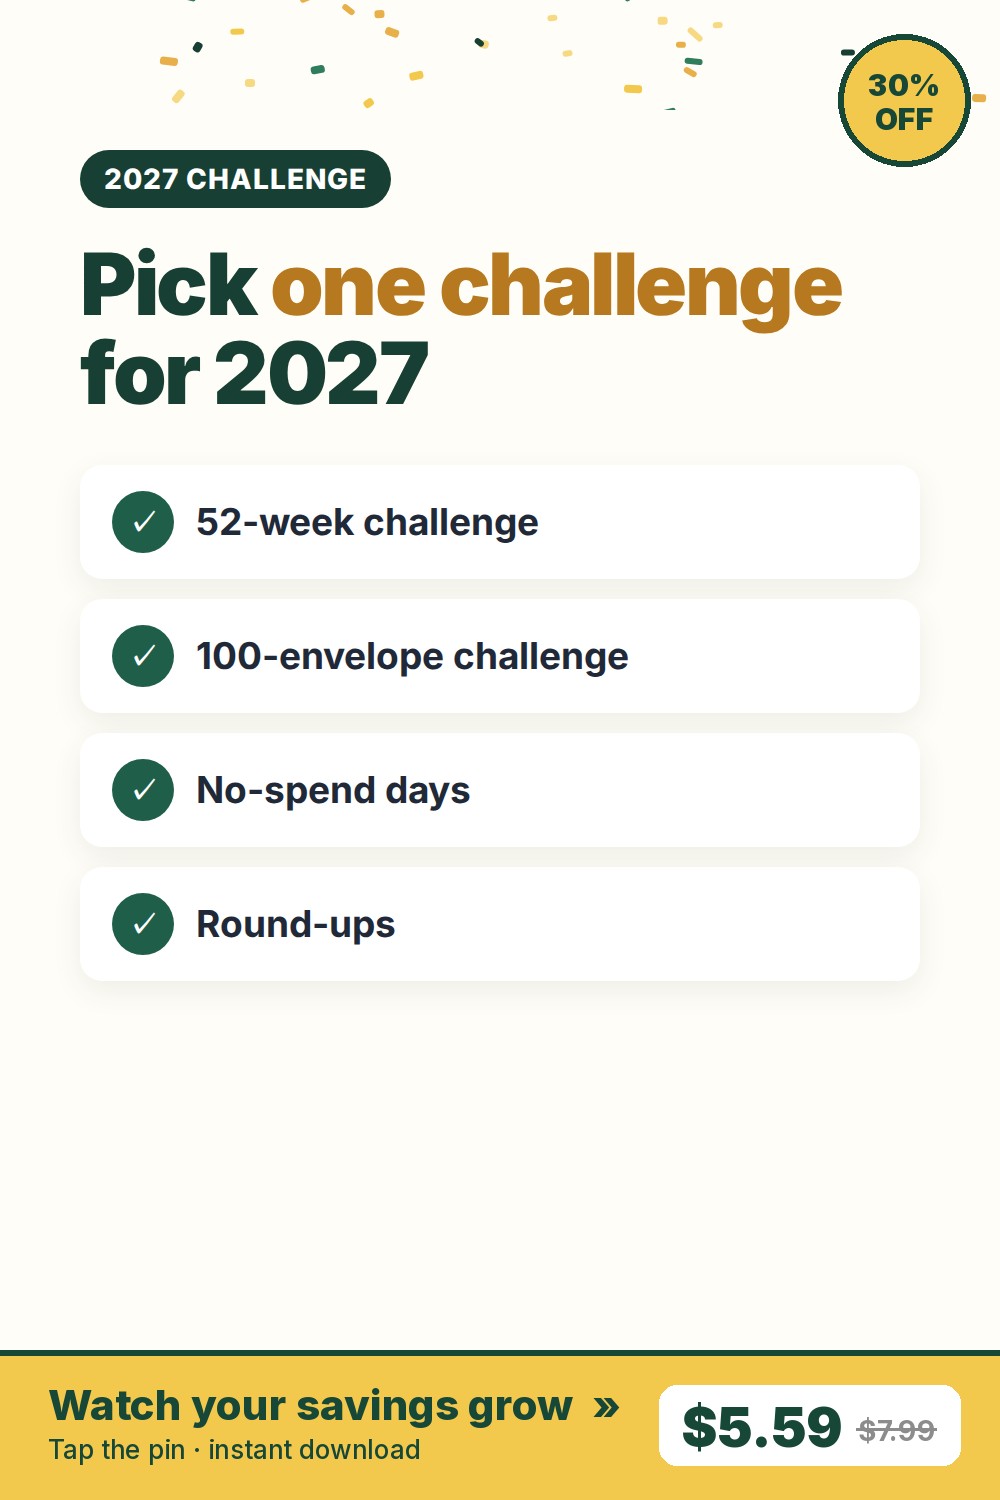 30%
OFF
2027 CHALLENGE
Pick one challenge
for 2027
✓ 52-week challenge
✓ 100-envelope challenge
✓ No-spend days
✓ Round-ups
Watch your savings grow »
Tap the pin · instant download
$5.59 $7.99